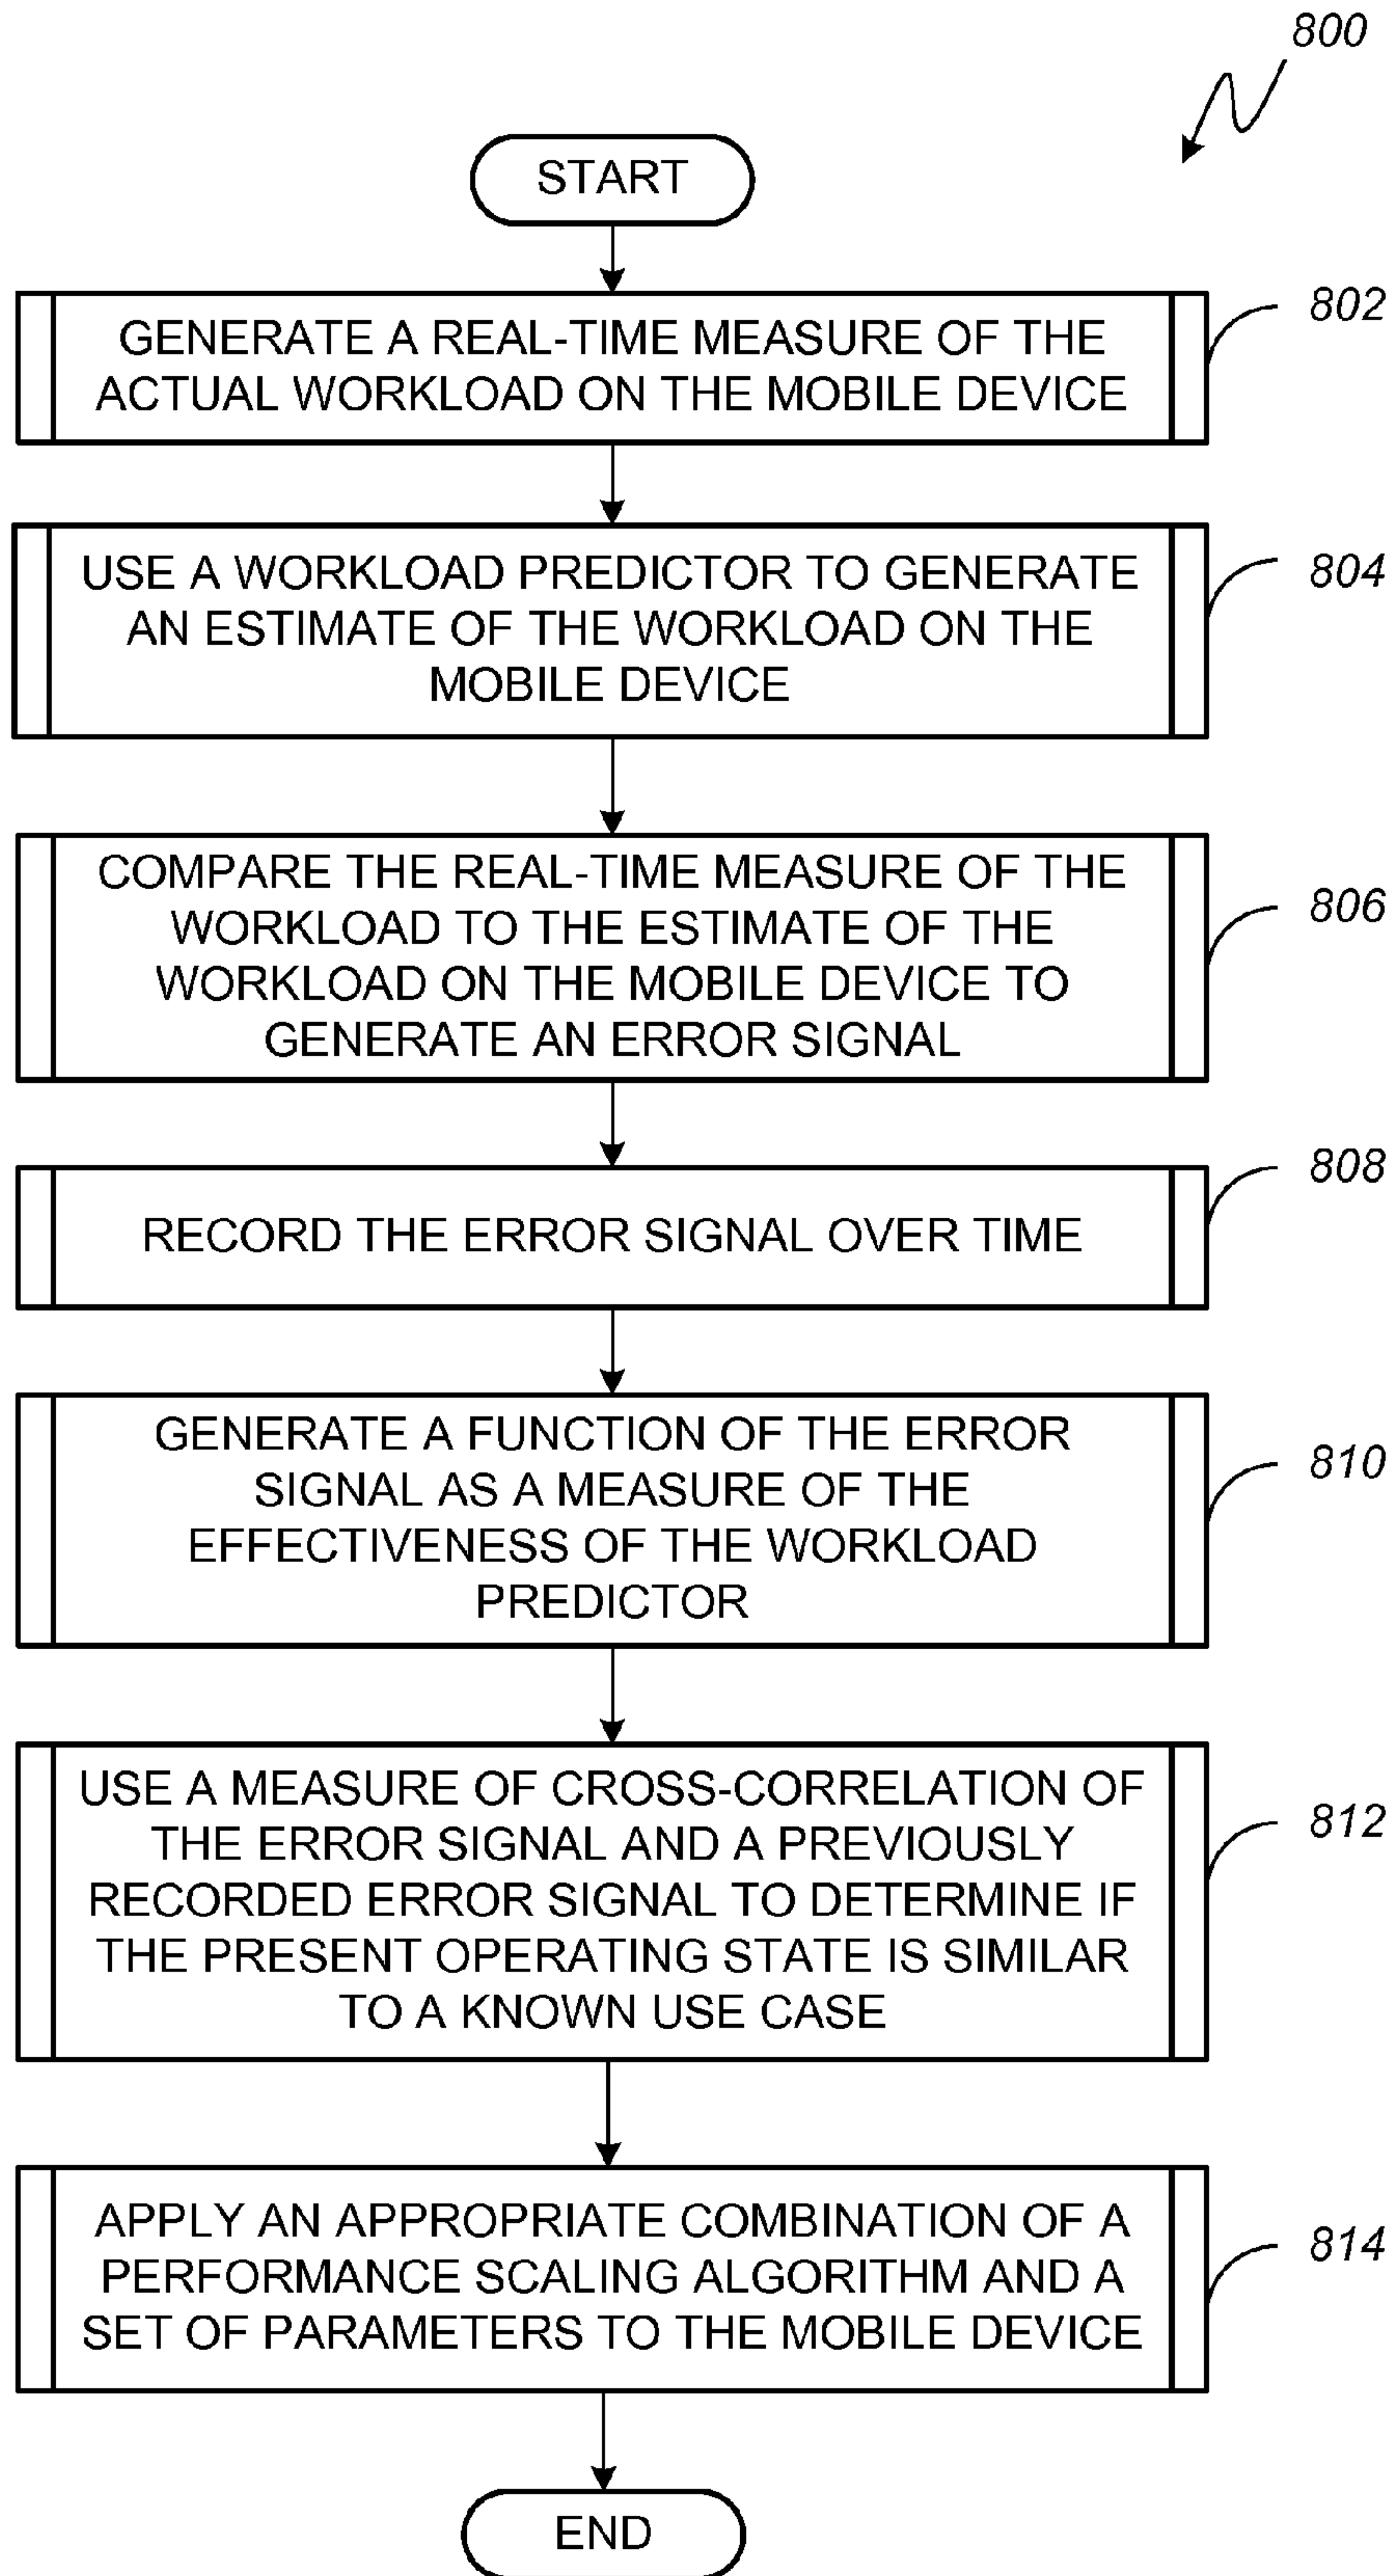 800
START
GENERATE A REAL-TIME MEASURE OF THE
ACTUAL WORKLOAD ON THE MOBILE DEVICE
802
USE A WORKLOAD PREDICTOR TO GENERATE
AN ESTIMATE OF THE WORKLOAD ON THE
MOBILE DEVICE
804
COMPARE THE REAL-TIME MEASURE OF THE
WORKLOAD TO THE ESTIMATE OF THE
WORKLOAD ON THE MOBILE DEVICE TO
GENERATE AN ERROR SIGNAL
806
RECORD THE ERROR SIGNAL OVER TIME
808
GENERATE A FUNCTION OF THE ERROR
SIGNAL AS A MEASURE OF THE
EFFECTIVENESS OF THE WORKLOAD
PREDICTOR
810
USE A MEASURE OF CROSS-CORRELATION OF
THE ERROR SIGNAL AND A PREVIOUSLY
RECORDED ERROR SIGNAL TO DETERMINE IF
THE PRESENT OPERATING STATE IS SIMILAR
TO A KNOWN USE CASE
812
APPLY AN APPROPRIATE COMBINATION OF A
PERFORMANCE SCALING ALGORITHM AND A
SET OF PARAMETERS TO THE MOBILE DEVICE
814
END